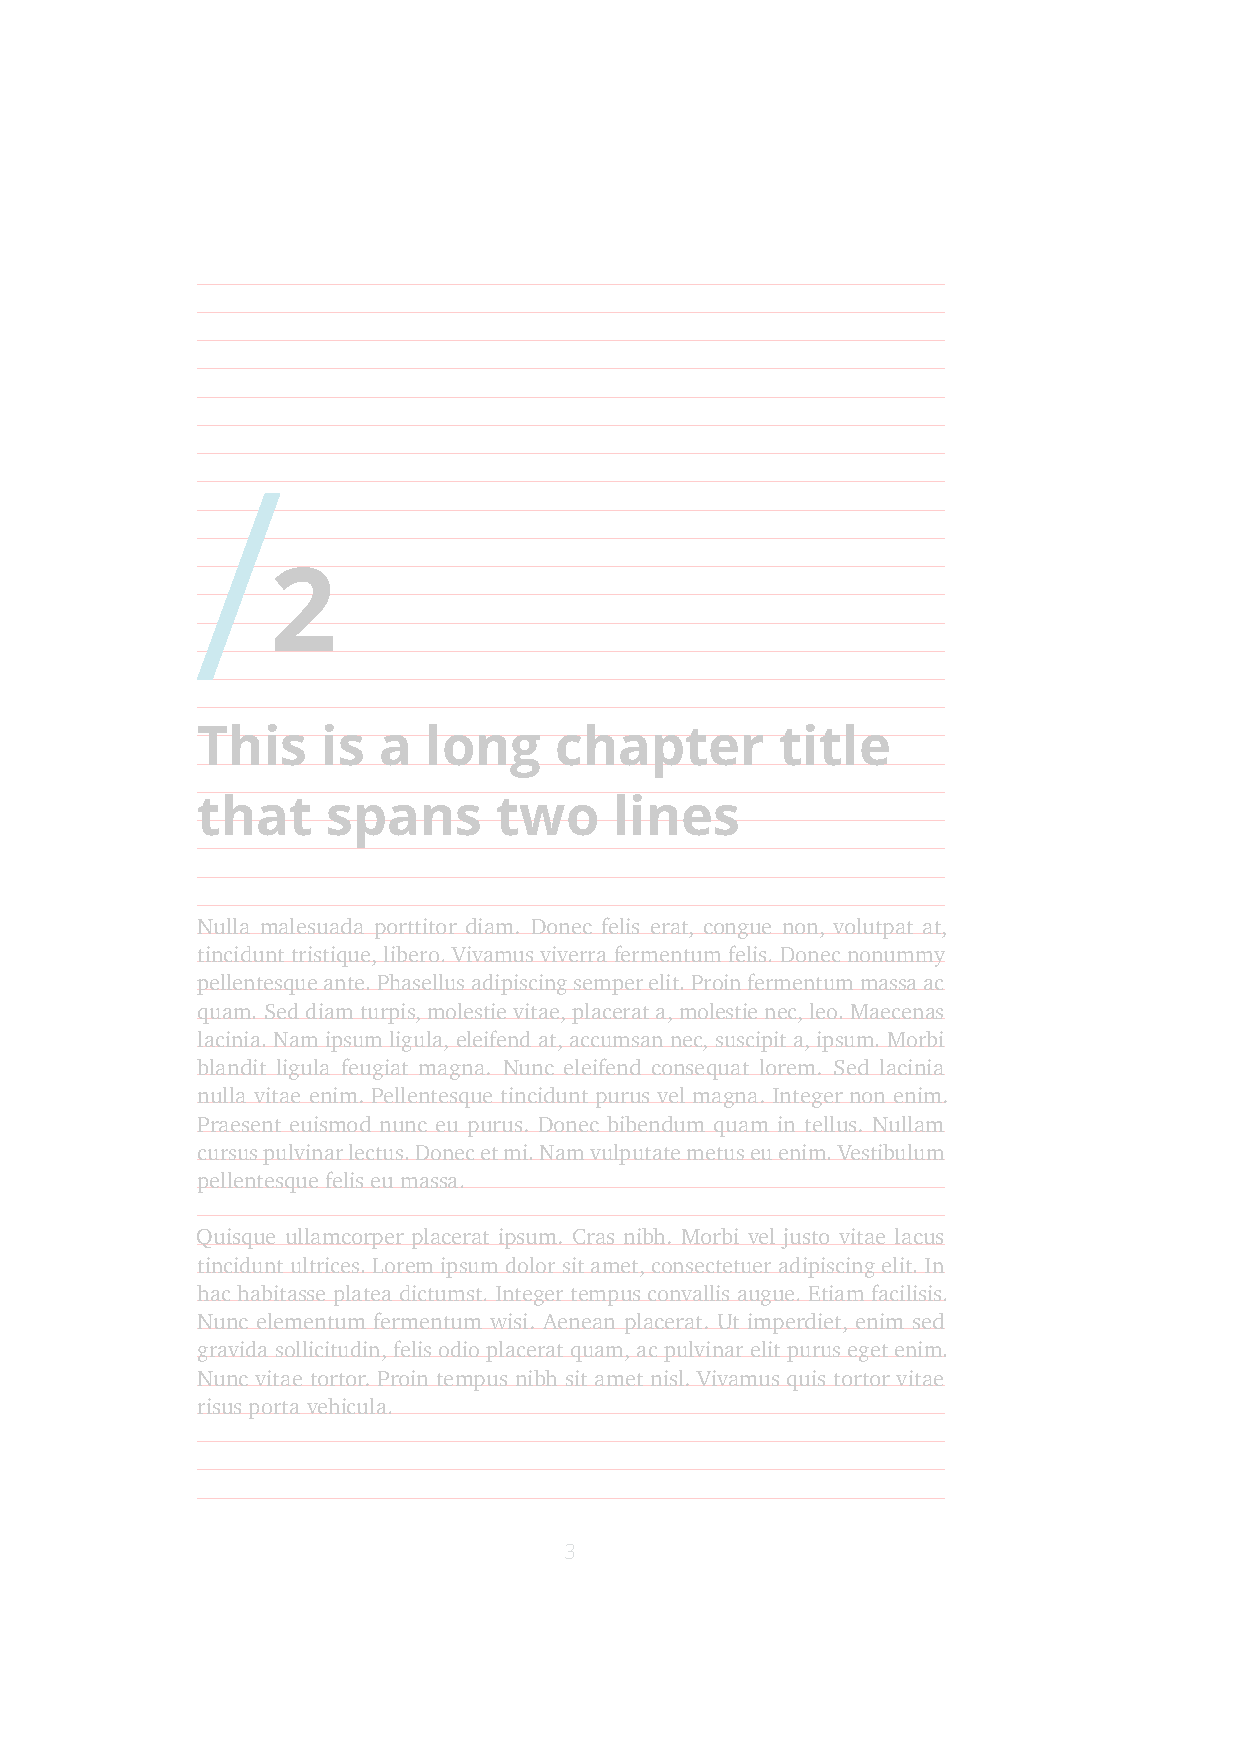 /2
This is a long chapter title
that spans two lines
Nulla malesuada porttitor diam. Donec felis erat, congue non, volutpat at,
tincidunt tristique, libero. Vivamus viverra fermentum felis. Donec nonummy
pellentesque ante. Phasellus adipiscing semper elit. Proin fermentum massa ac
quam. Sed diam turpis, molestie vitae, placerat a, molestie nec, leo. Maecenas
lacinia. Nam ipsum ligula, eleifend at, accumsan nec, suscipit a, ipsum. Morbi
blandit ligula feugiat magna. Nunc eleifend consequat lorem. Sed lacinia
nulla vitae enim. Pellentesque tincidunt purus vel magna. Integer non enim.
Praesent euismod nunc eu purus. Donec bibendum quam in tellus. Nullam
cursus pulvinar lectus. Donec et mi. Nam vulputate metus eu enim. Vestibulum
pellentesque felis eu massa.
Quisque ullamcorper placerat ipsum. Cras nibh. Morbi vel justo vitae lacus
tincidunt ultrices. Lorem ipsum dolor sit amet, consectetuer adipiscing elit. In
hac habitasse platea dictumst. Integer tempus convallis augue. Etiam facilisis.
Nunc elementum fermentum wisi. Aenean placerat. Ut imperdiet, enim sed
gravida sollicitudin, felis odio placerat quam, ac pulvinar elit purus eget enim.
Nunc vitae tortor. Proin tempus nibh sit amet nisl. Vivamus quis tortor vitae
risus porta vehicula.
3